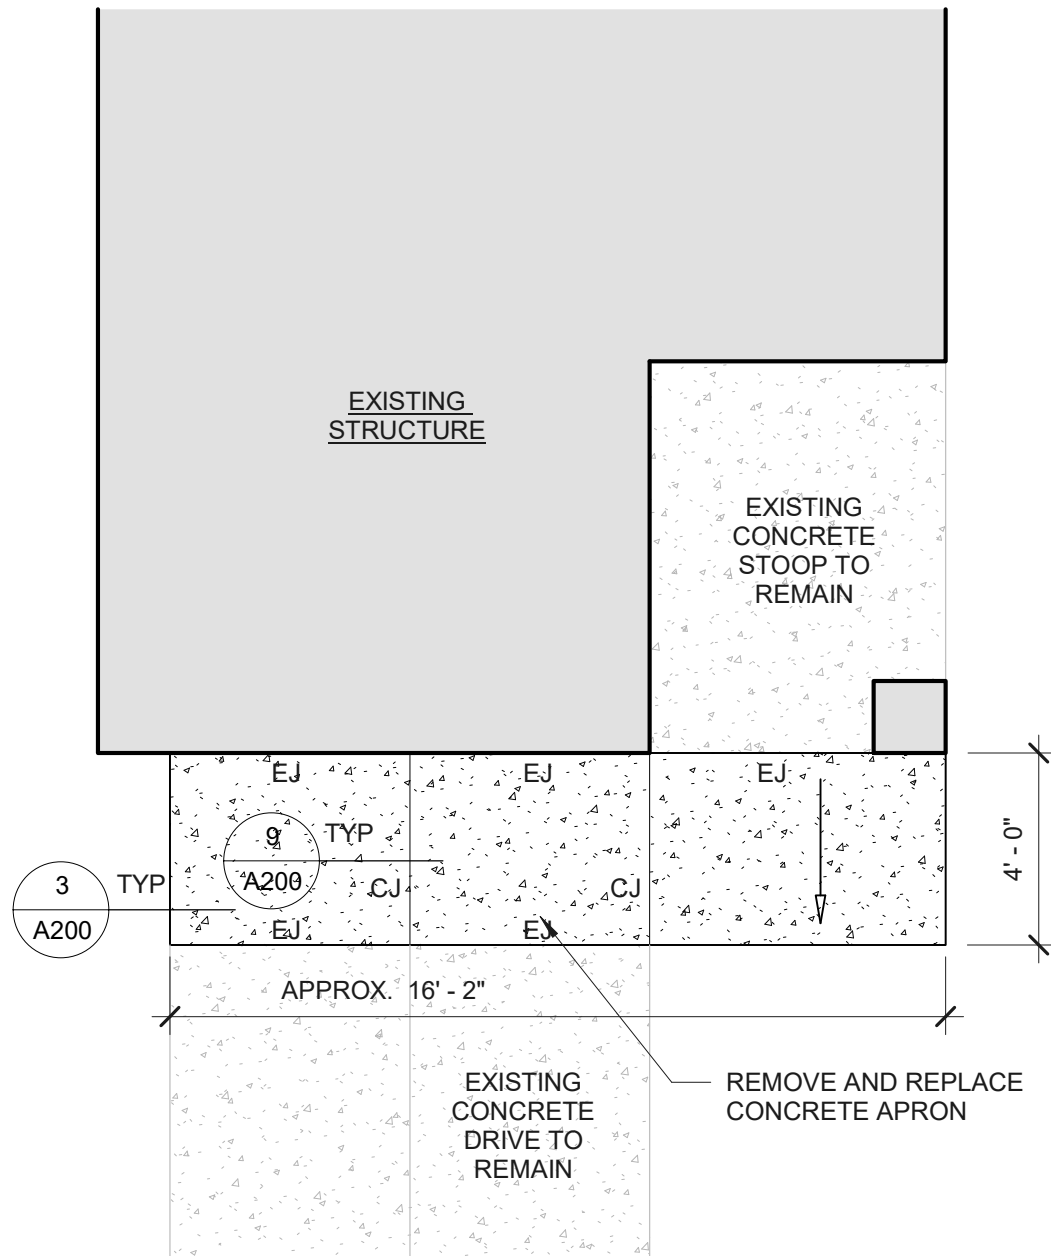 EXISTING
STRUCTURE
EXISTING
CONCRETE
STOOP TO
REMAIN
EJ
EJ
EJ
9
TYP
A200
3
TYP
A200
CJ
CJ
EJ
EJ
4' - 0"
APPROX. 16' - 2"
EXISTING
CONCRETE
DRIVE TO
REMAIN
REMOVE AND REPLACE
CONCRETE APRON